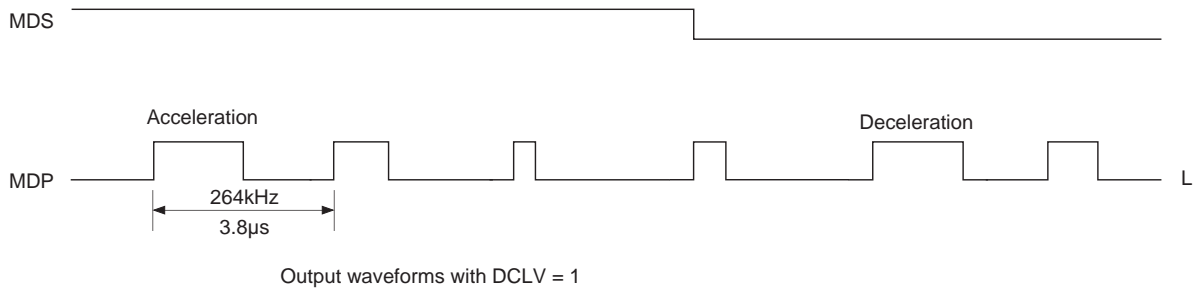 MDS
Acceleration
Deceleration
MDP
L
264kHz
3.8µs
Output waveforms with DCLV = 1